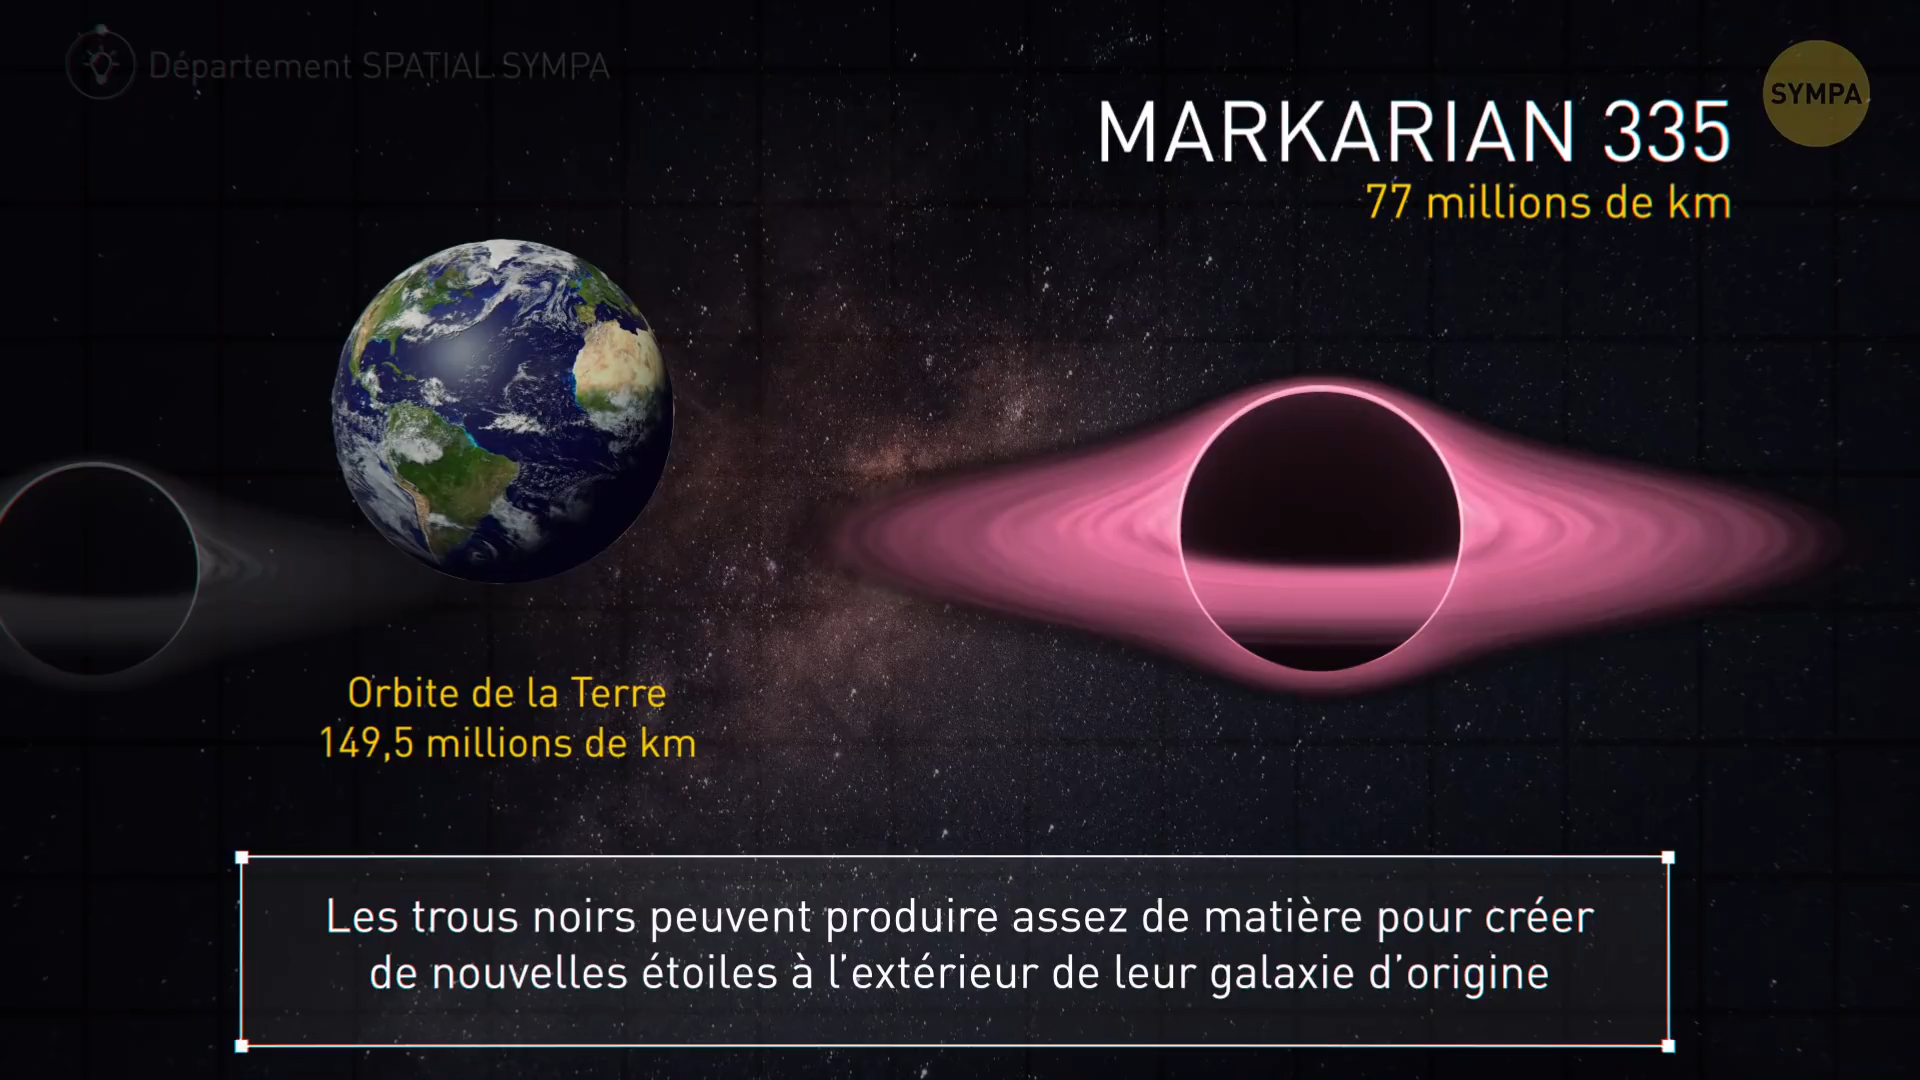 Département SPATIAL SYMPA
SYMPA
MARKARIAN 335
77 millions de km
Orbite de la Terre
149,5 millions de km
Les trous noirs peuvent produire assez de matière pour créer
de nouvelles étoiles à l’extérieur de leur galaxie d’origine